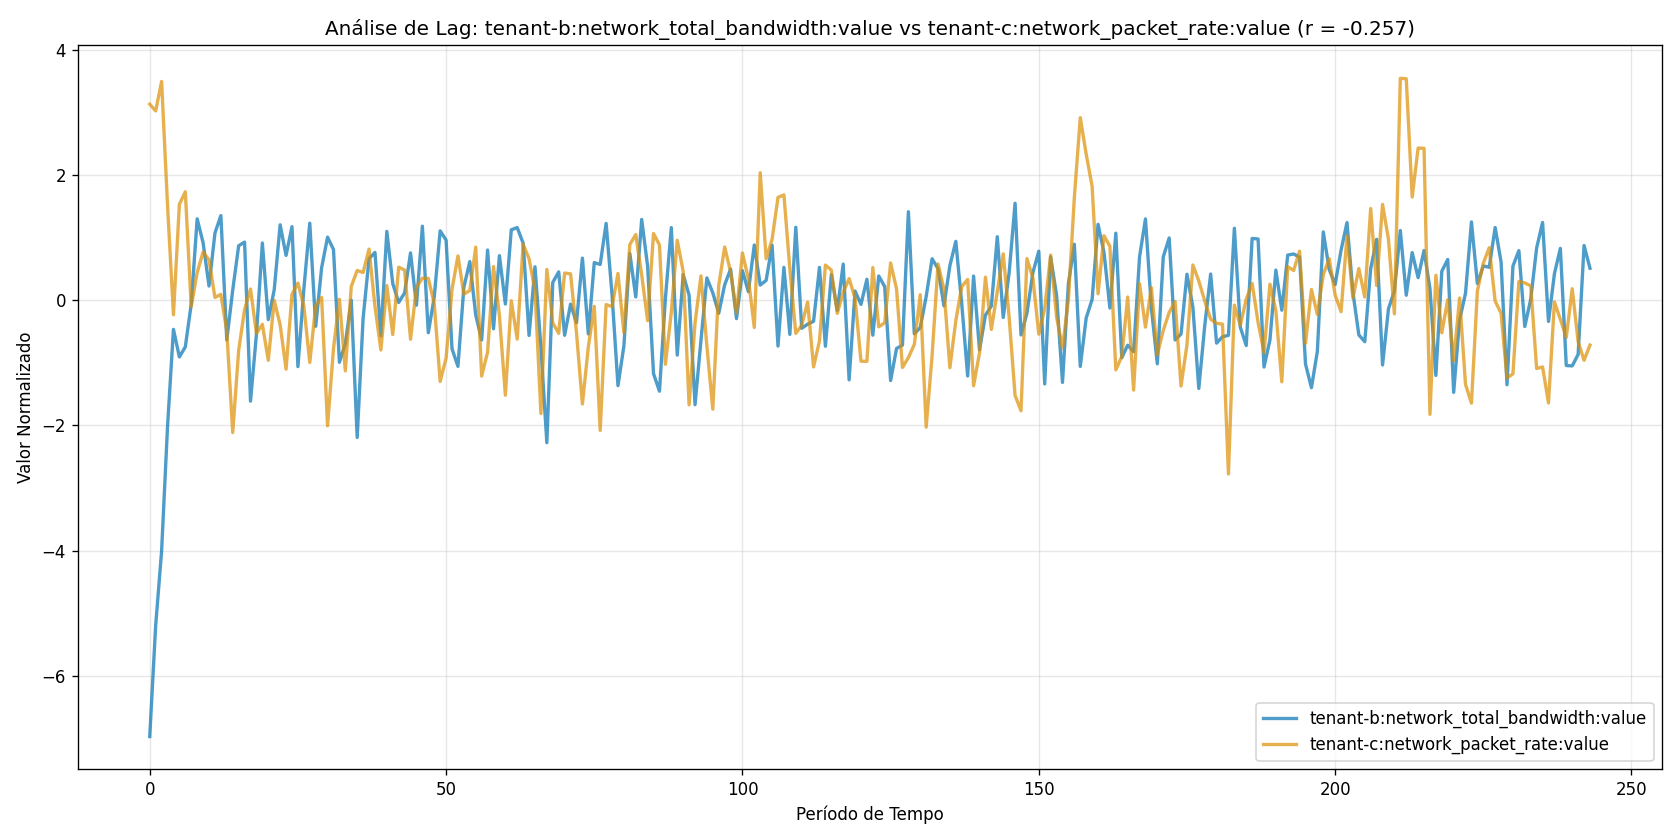 Análise de Lag: tenant-b:network_total_bandwidth:value vs tenant-c:network_packet_rate:value (r = -0.257)
4
2
0
−2
−4
−6
Valor Normalizado
0
50
100
150
200
250
Período de Tempo
tenant-b:network_total_bandwidth:value
tenant-c:network_packet_rate:value